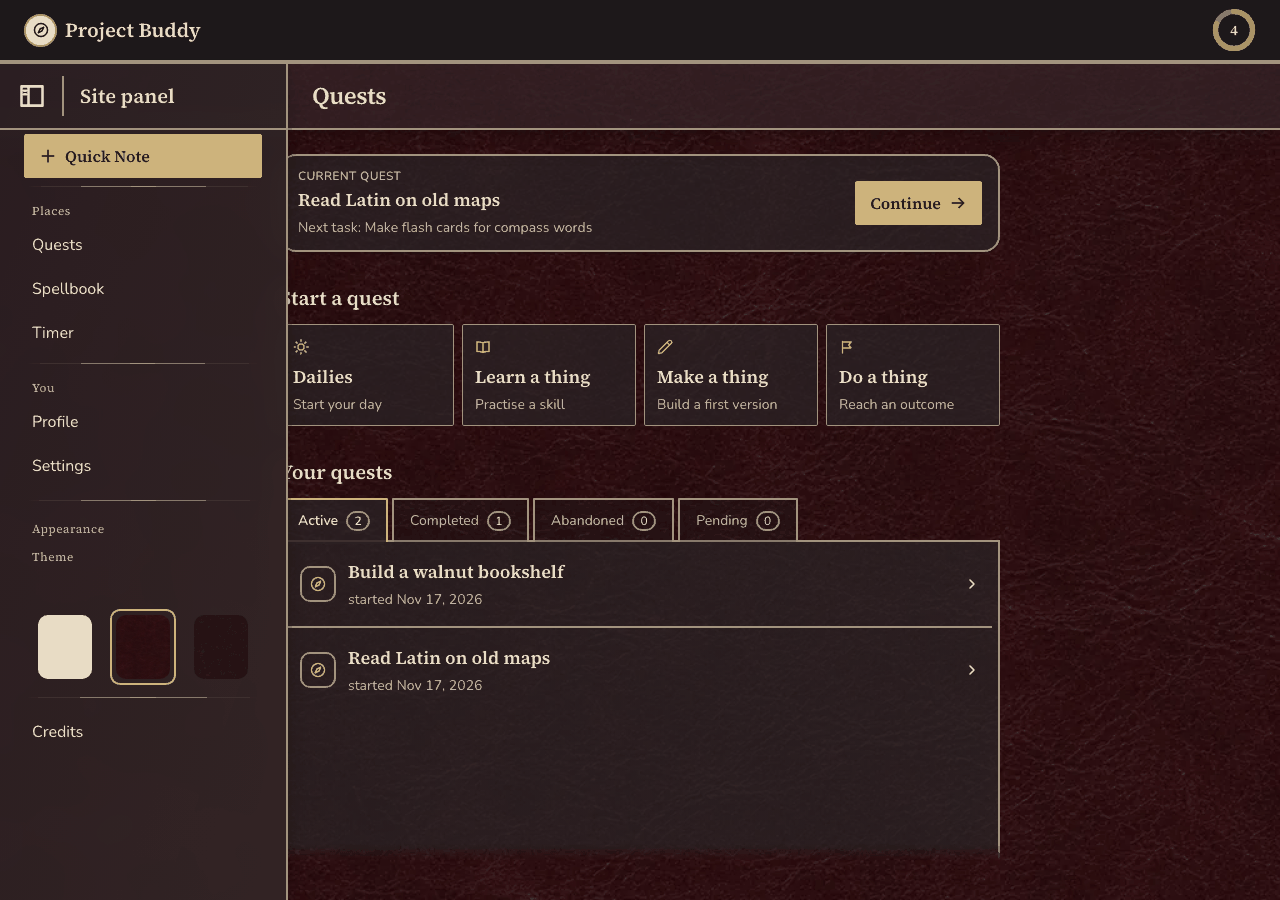 Project Buddy
4
Site panel
Quests
Quick Note
Places
Quests
Spellbook
Timer
You
Profile
Settings
Appearance
Theme
Credits
CURRENT QUEST
Read Latin on old maps
Next task: Make flash cards for compass words
Continue
Start a quest
Dailies
Start your day
Learn a thing
Practise a skill
Make a thing
Build a first version
Do a thing
Reach an outcome
Your quests
Active 2
Completed 1
Abandoned 0
Pending 0
Build a walnut bookshelf
started Nov 17, 2026
Read Latin on old maps
started Nov 17, 2026